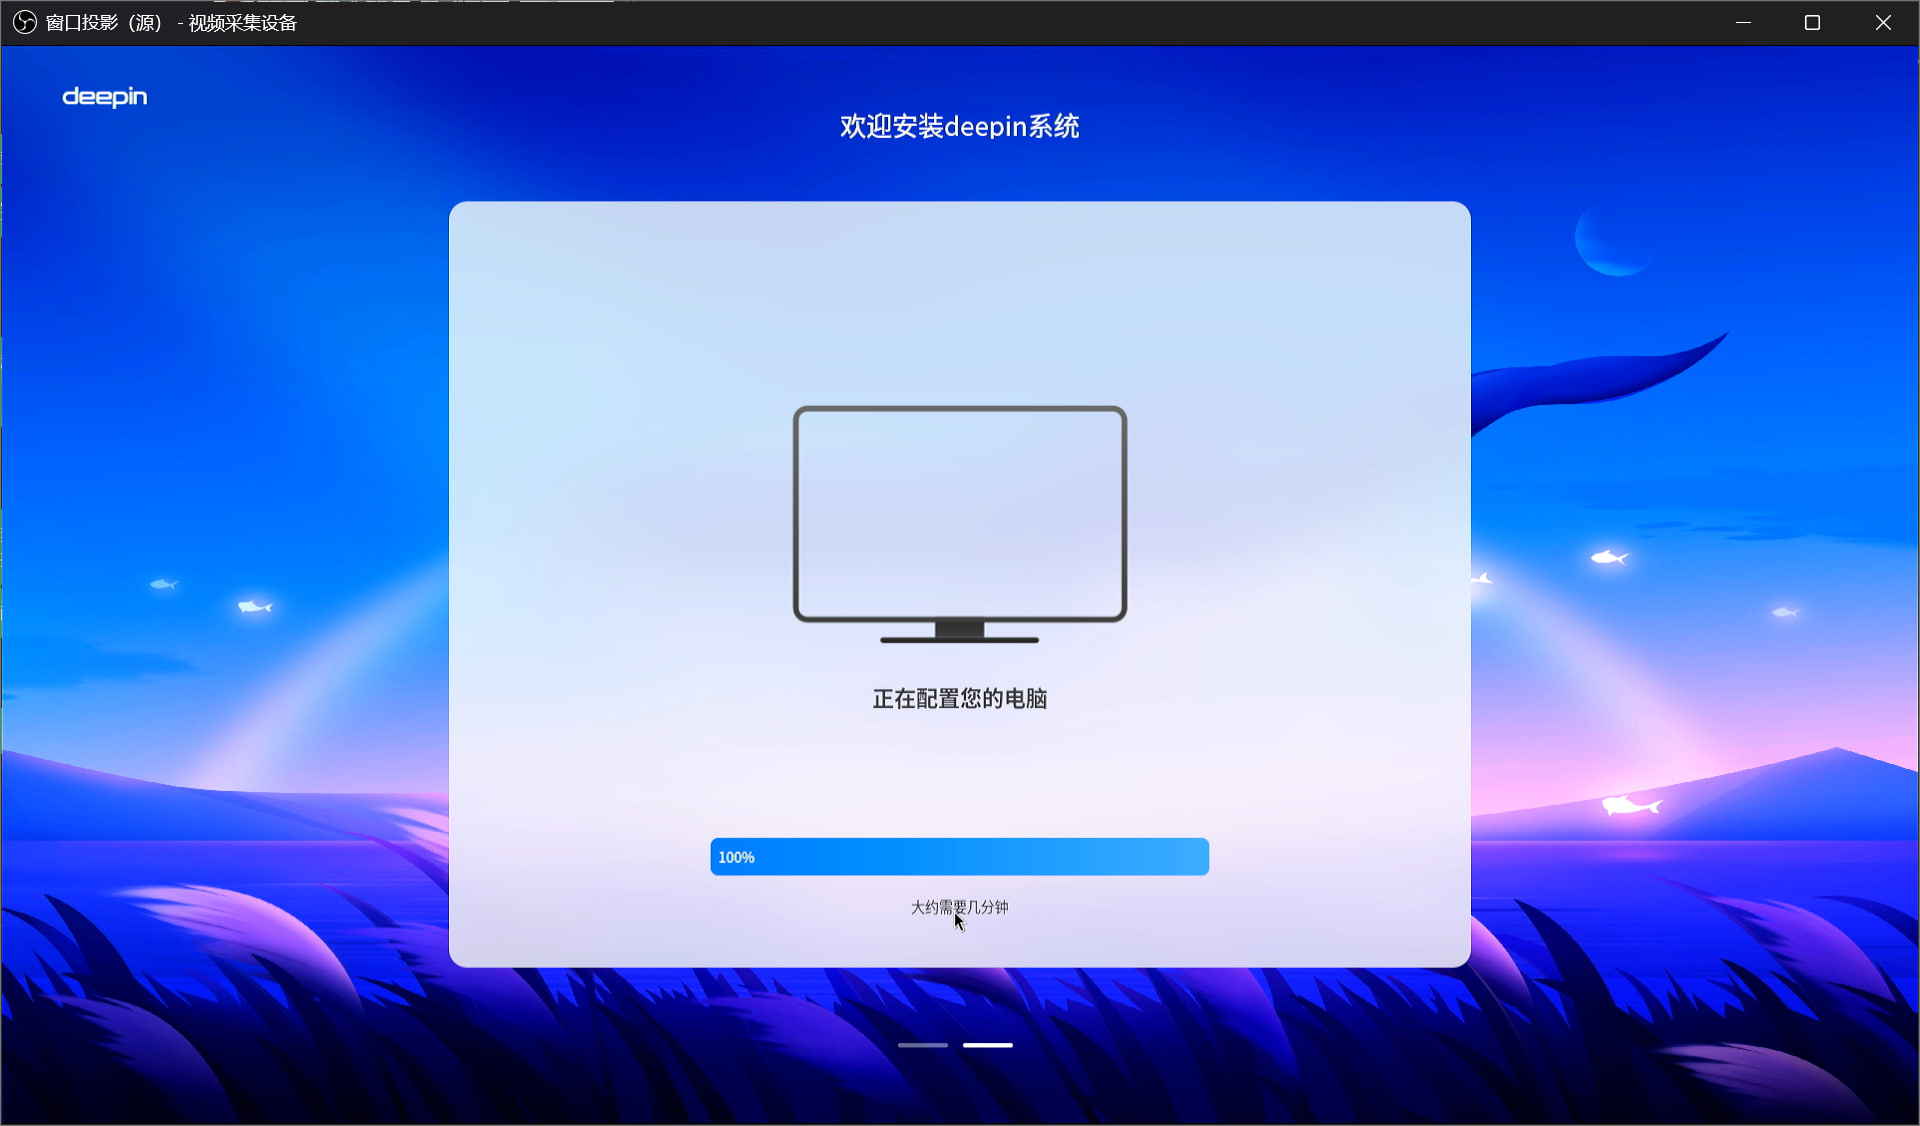 窗口投影（源） - 视频采集设备
deepin
欢迎安装deepin系统
正在配置您的电脑
100%
大约需要几分钟